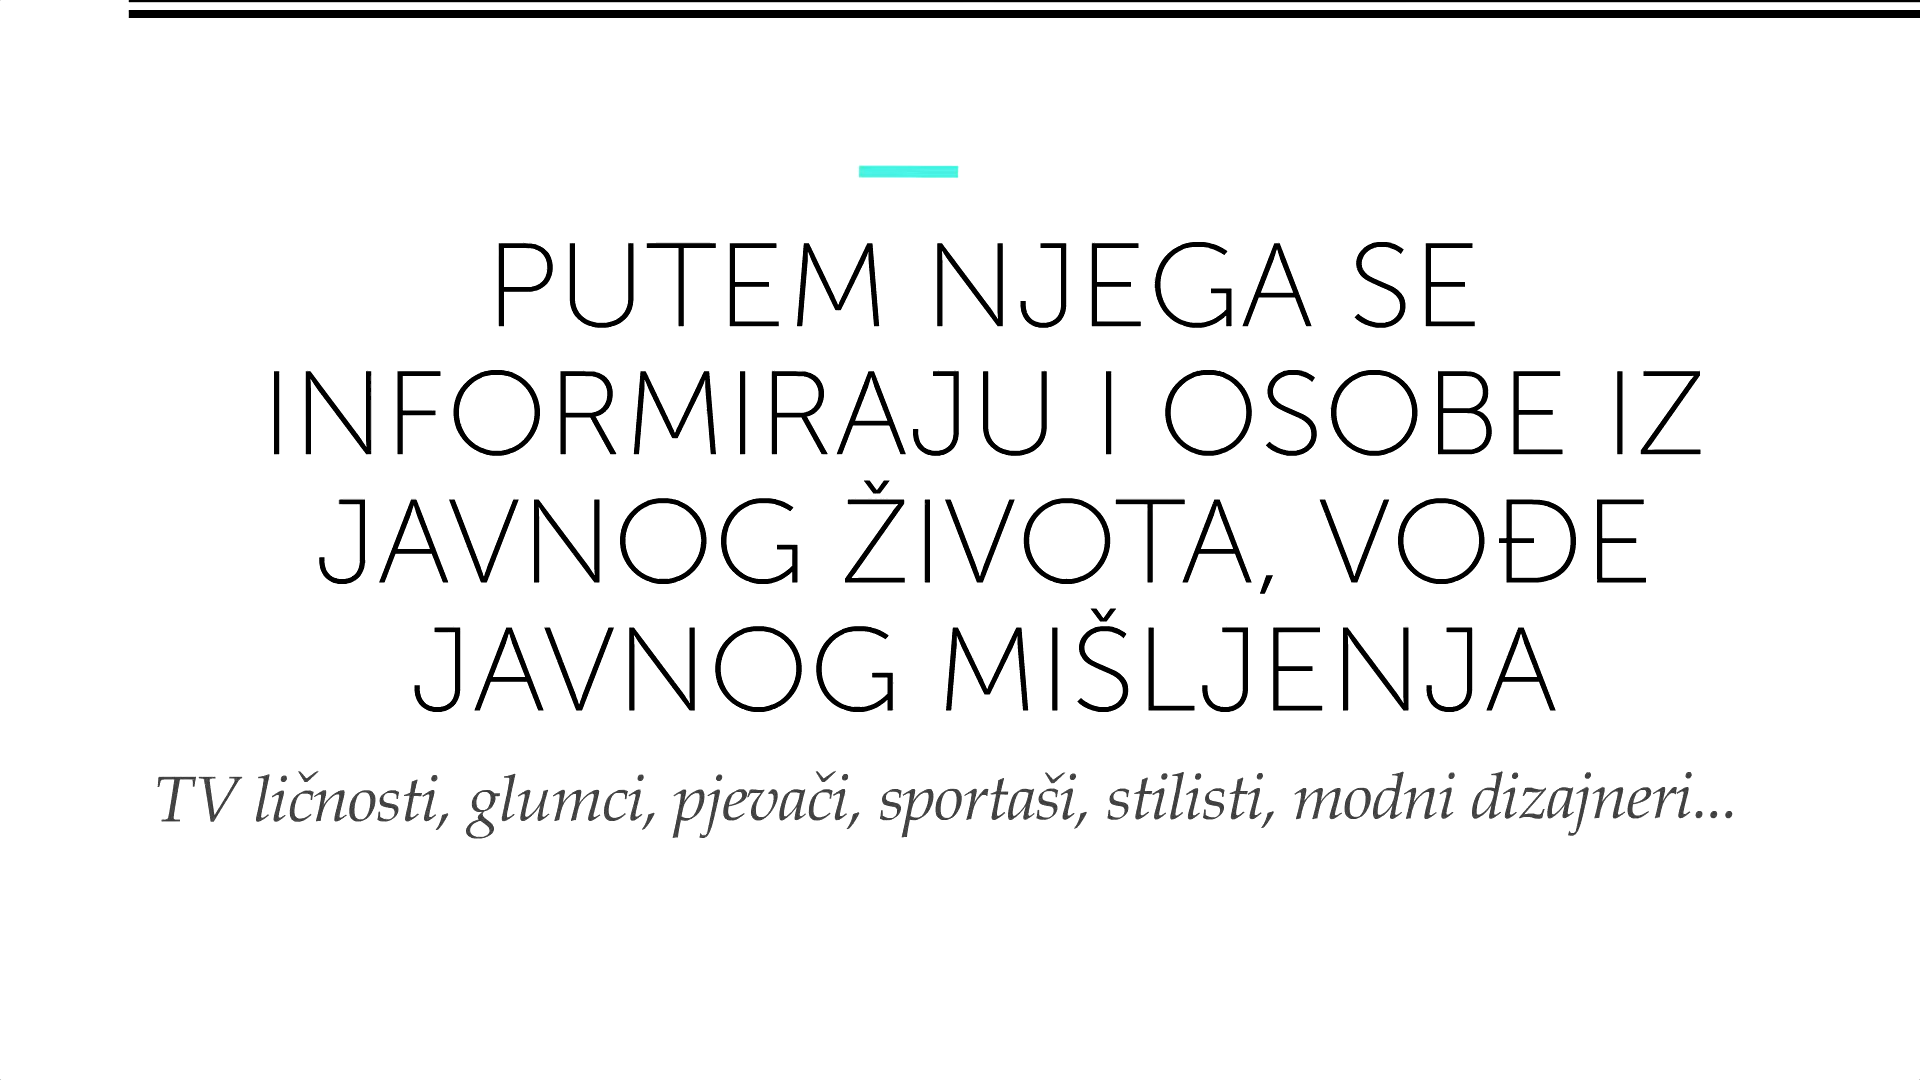 PUTEM NJEGA SE
INFORMIRAJU I OSOBE IZ
JAVNOG ŽIVOTA, VOĐE
JAVNOG MIŠLJENJA
TV ličnosti, glumci, pjevači, sportaši, stilisti, modni dizajneri...